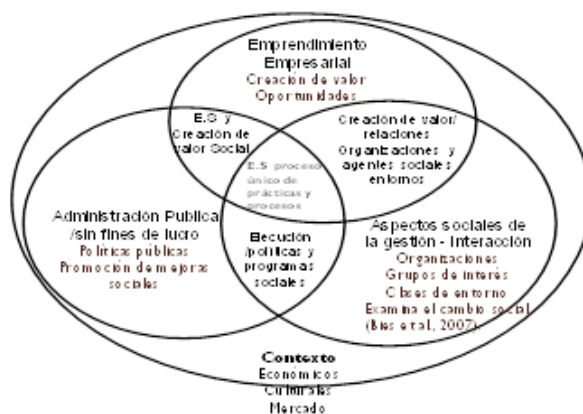 Emprendimiento
Empresarial
Creación de valor
Oportunidades
E.S y
Creación de
valor Social
Creación de valor/
relaciones
Organizaciones y
agentes sociales
entornos
E.S proceso
único de
prácticas y
procesos
Administración Publica
/sin fines de lucro
Políticas públicas
Promoción de mejoras
sociales
Ejecución
/políticas y
programas
sociales
Aspectos sociales de
la gestión - Interacción
Organizaciones
Grupos de interés
Clases de entorno
Examina el cambio social
(Bies et al, 2007).
Contexto
Económicos
Culturales
Mercado